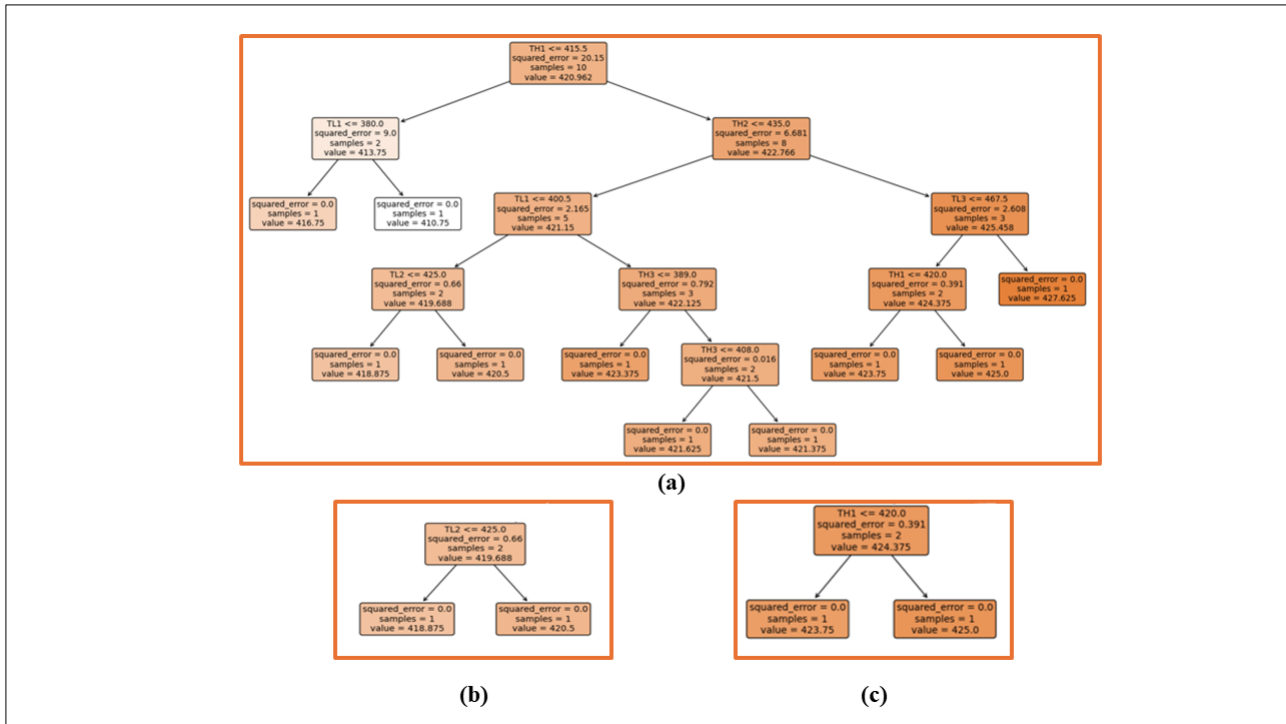 TH1 <= 415.5
squared_error = 20.15
samples = 10
value = 420.962
TL1 <= 380.0
squared_error = 9.0
samples = 2
value = 413.75
TH2 <= 435.0
squared_error = 6.681
samples = 8
value = 422.766
squared_error = 0.0
samples = 1
value = 416.75
squared_error = 0.0
samples = 1
value = 410.75
TL1 <= 400.5
squared_error = 2.165
samples = 5
value = 421.15
TL3 <= 467.5
squared_error = 2.608
samples = 3
value = 425.458
TL2 <= 425.0
squared_error = 0.66
samples = 2
value = 419.688
TH3 <= 389.0
squared_error = 0.792
samples = 3
value = 422.125
TH1 <= 420.0
squared_error = 0.391
samples = 2
value = 424.375
squared_error = 0.0
samples = 1
value = 427.625
squared_error = 0.0
samples = 1
value = 418.875
squared_error = 0.0
samples = 1
value = 420.5
squared_error = 0.0
samples = 1
value = 423.375
TH3 <= 408.0
squared_error = 0.016
samples = 2
value = 421.5
squared_error = 0.0
samples = 1
value = 423.75
squared_error = 0.0
samples = 1
value = 425.0
squared_error = 0.0
samples = 1
value = 421.625
squared_error = 0.0
samples = 1
value = 421.375
(a)
TL2 <= 425.0
squared_error = 0.66
samples = 2
value = 419.688
squared_error = 0.0
samples = 1
value = 418.875
squared_error = 0.0
samples = 1
value = 420.5
(b)
TH1 <= 420.0
squared_error = 0.391
samples = 2
value = 424.375
squared_error = 0.0
samples = 1
value = 423.75
squared_error = 0.0
samples = 1
value = 425.0
(c)